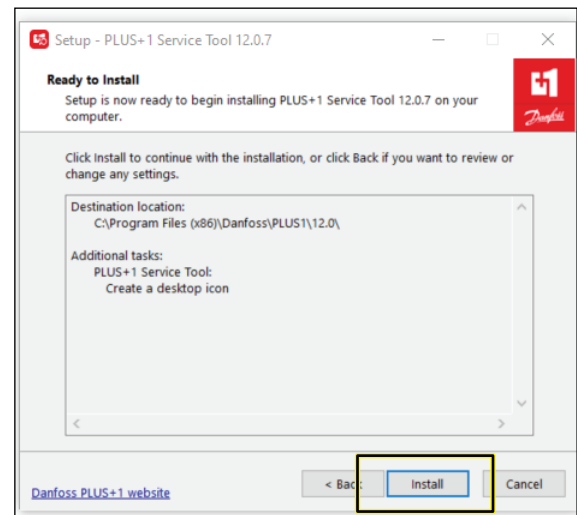 Setup - PLUS+1 Service Tool 12.0.7
Ready to Install
Setup is now ready to begin installing PLUS+1 Service Tool 12.0.7 on your
computer.
Danfoss
Click Install to continue with the installation, or click Back if you want to review or
change any settings.
Destination location:
C:\Program Files (x86)\Danfoss\PLUS1\12.0\
Additional tasks:
PLUS+1 Service Tool:
Create a desktop icon
Danfoss PLUS+1 website
< Back
Install
Cancel